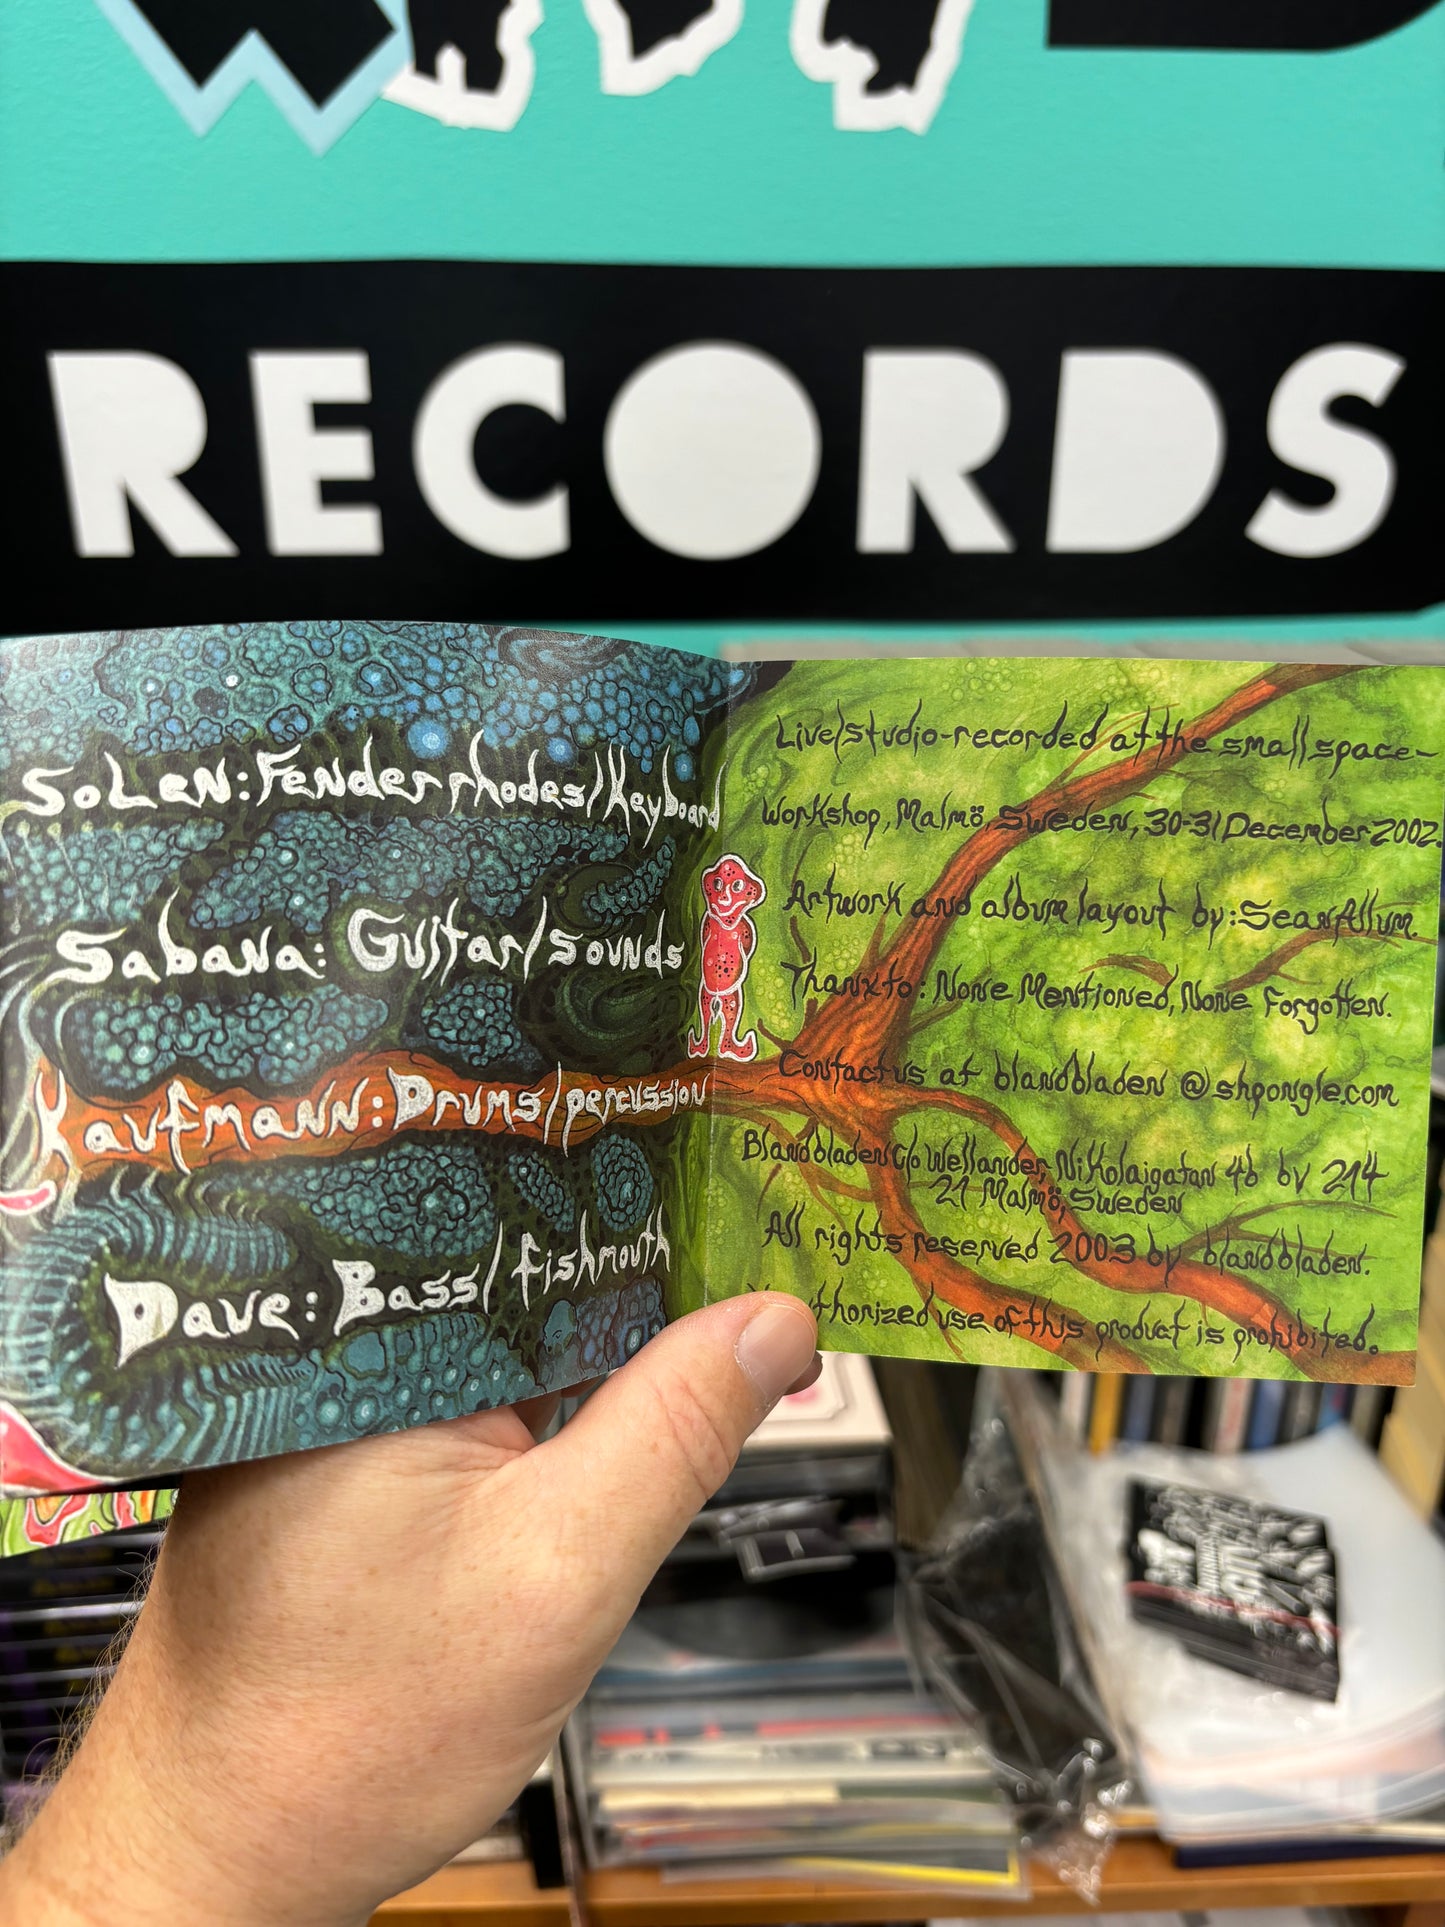 RECORDS
Solen: Fender rhodes/Keyboard
Sabana: Guitar/sounds
Kaufmann: Drums/percussion
Dave: Bass/fishmouth
Live/studio-recorded at the small space-
workshop, Malmö Sweden, 30-31 December 2002.
Artwork and album layout by: Sean Allum.
Thanx to: None Mentioned, None Forgotten.
Contact us at blandbladen @ shpongle.com
Blandbladen C/o Wellander, Nikolaigatan 4b bv 214
21 Malmö, Sweden
All rights reserved 2003 by blandbladen.
use of this product is prohibited.